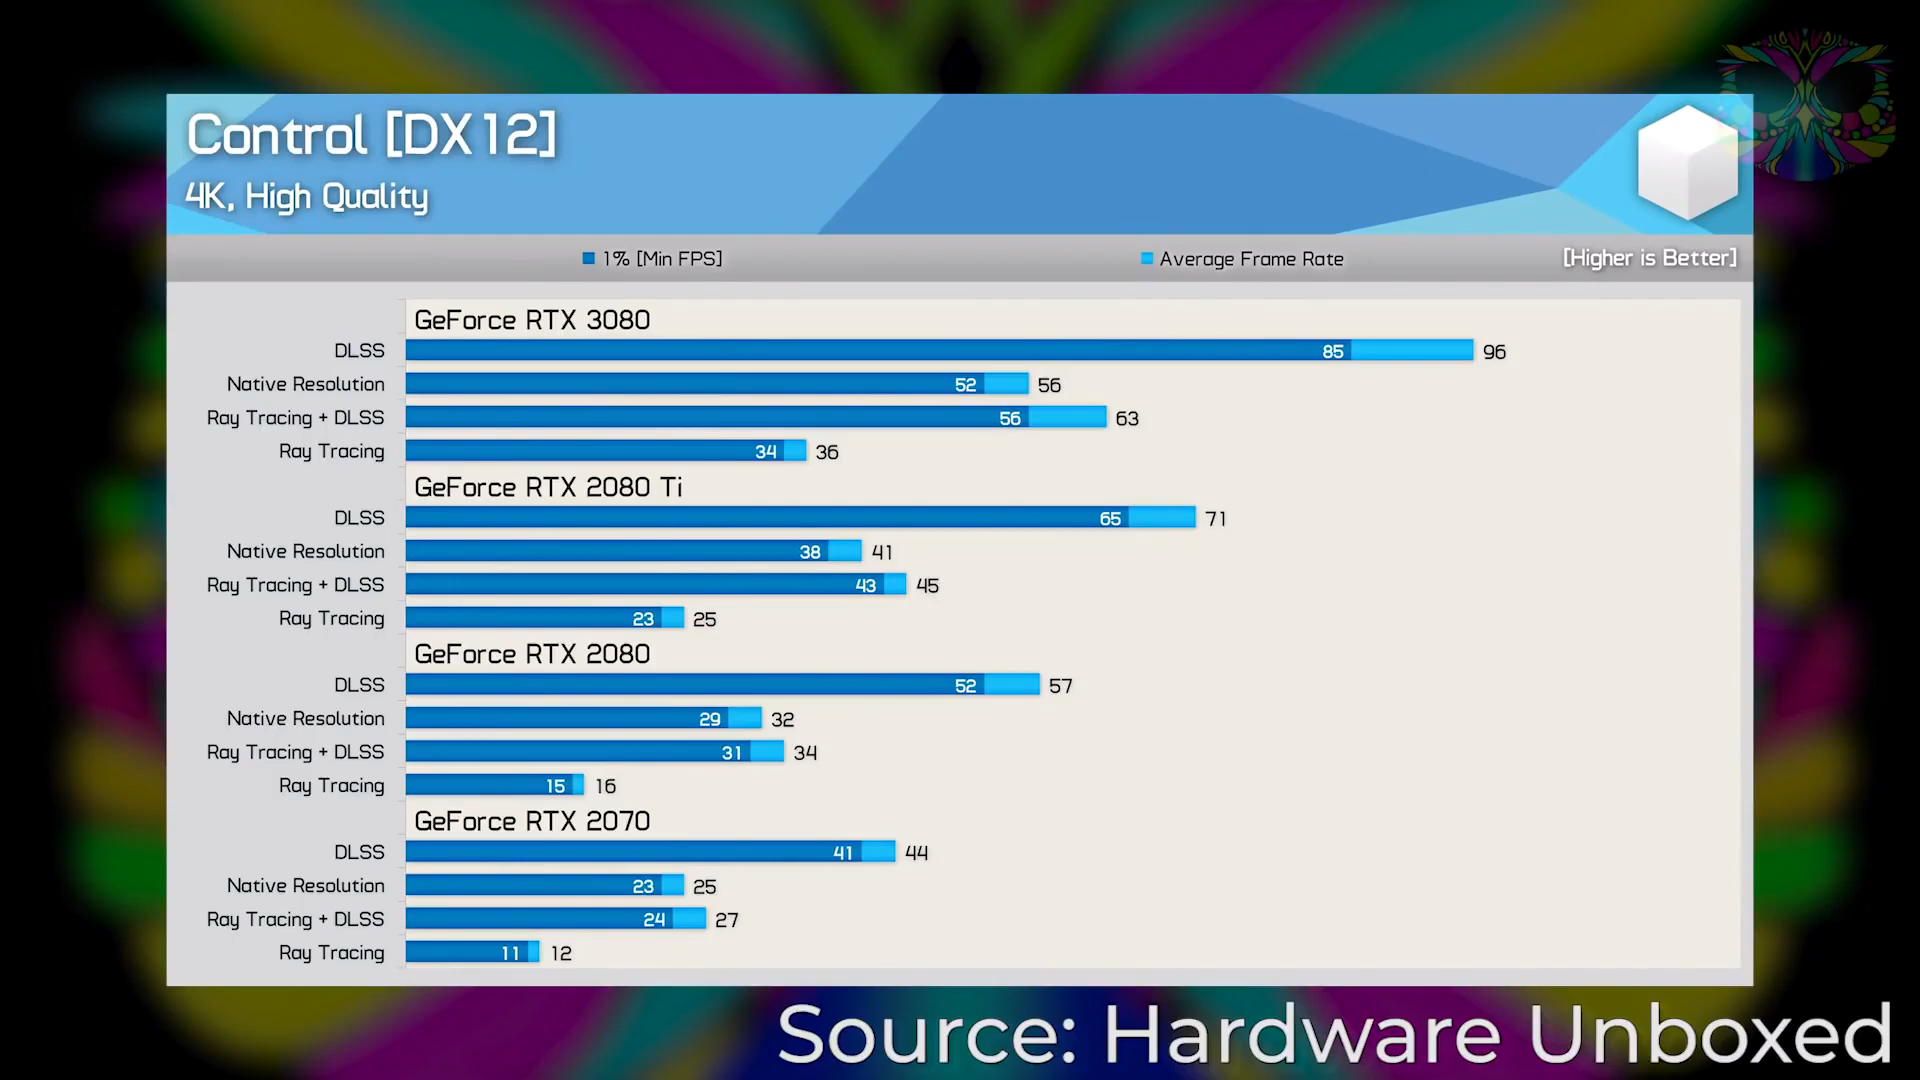 Control [DX12]
4K, High Quality
1% [Min FPS] Average Frame Rate [Higher is Better]
GeForce RTX 3080
DLSS 85 96
Native Resolution 52 56
Ray Tracing + DLSS 56 63
Ray Tracing 34 36
GeForce RTX 2080 Ti
DLSS 65 71
Native Resolution 38 41
Ray Tracing + DLSS 43 45
Ray Tracing 23 25
GeForce RTX 2080
DLSS 52 57
Native Resolution 29 32
Ray Tracing + DLSS 31 34
Ray Tracing 15 16
GeForce RTX 2070
DLSS 41 44
Native Resolution 23 25
Ray Tracing + DLSS 24 27
Ray Tracing 11 12
Source: Hardware Unboxed